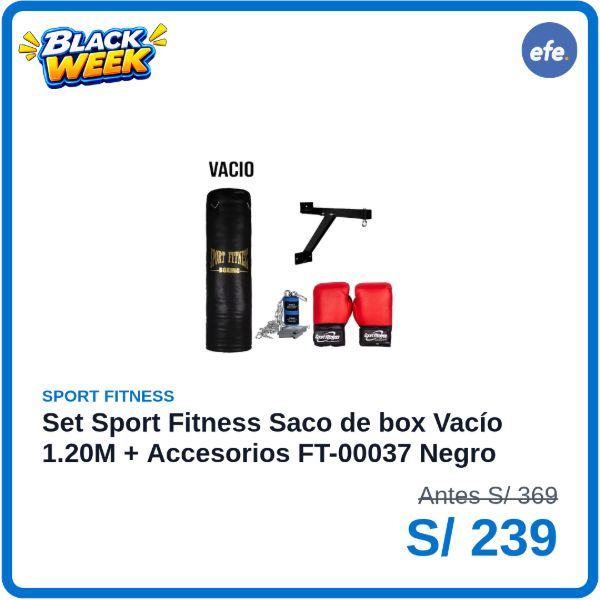 BLACK
WEEK
efe.
VACIO
SPORT FITNESS
BOXING
SPORT FITNESS
Set Sport Fitness Saco de box Vacío
1.20M + Accesorios FT-00037 Negro
Antes S/ 369
S/ 239